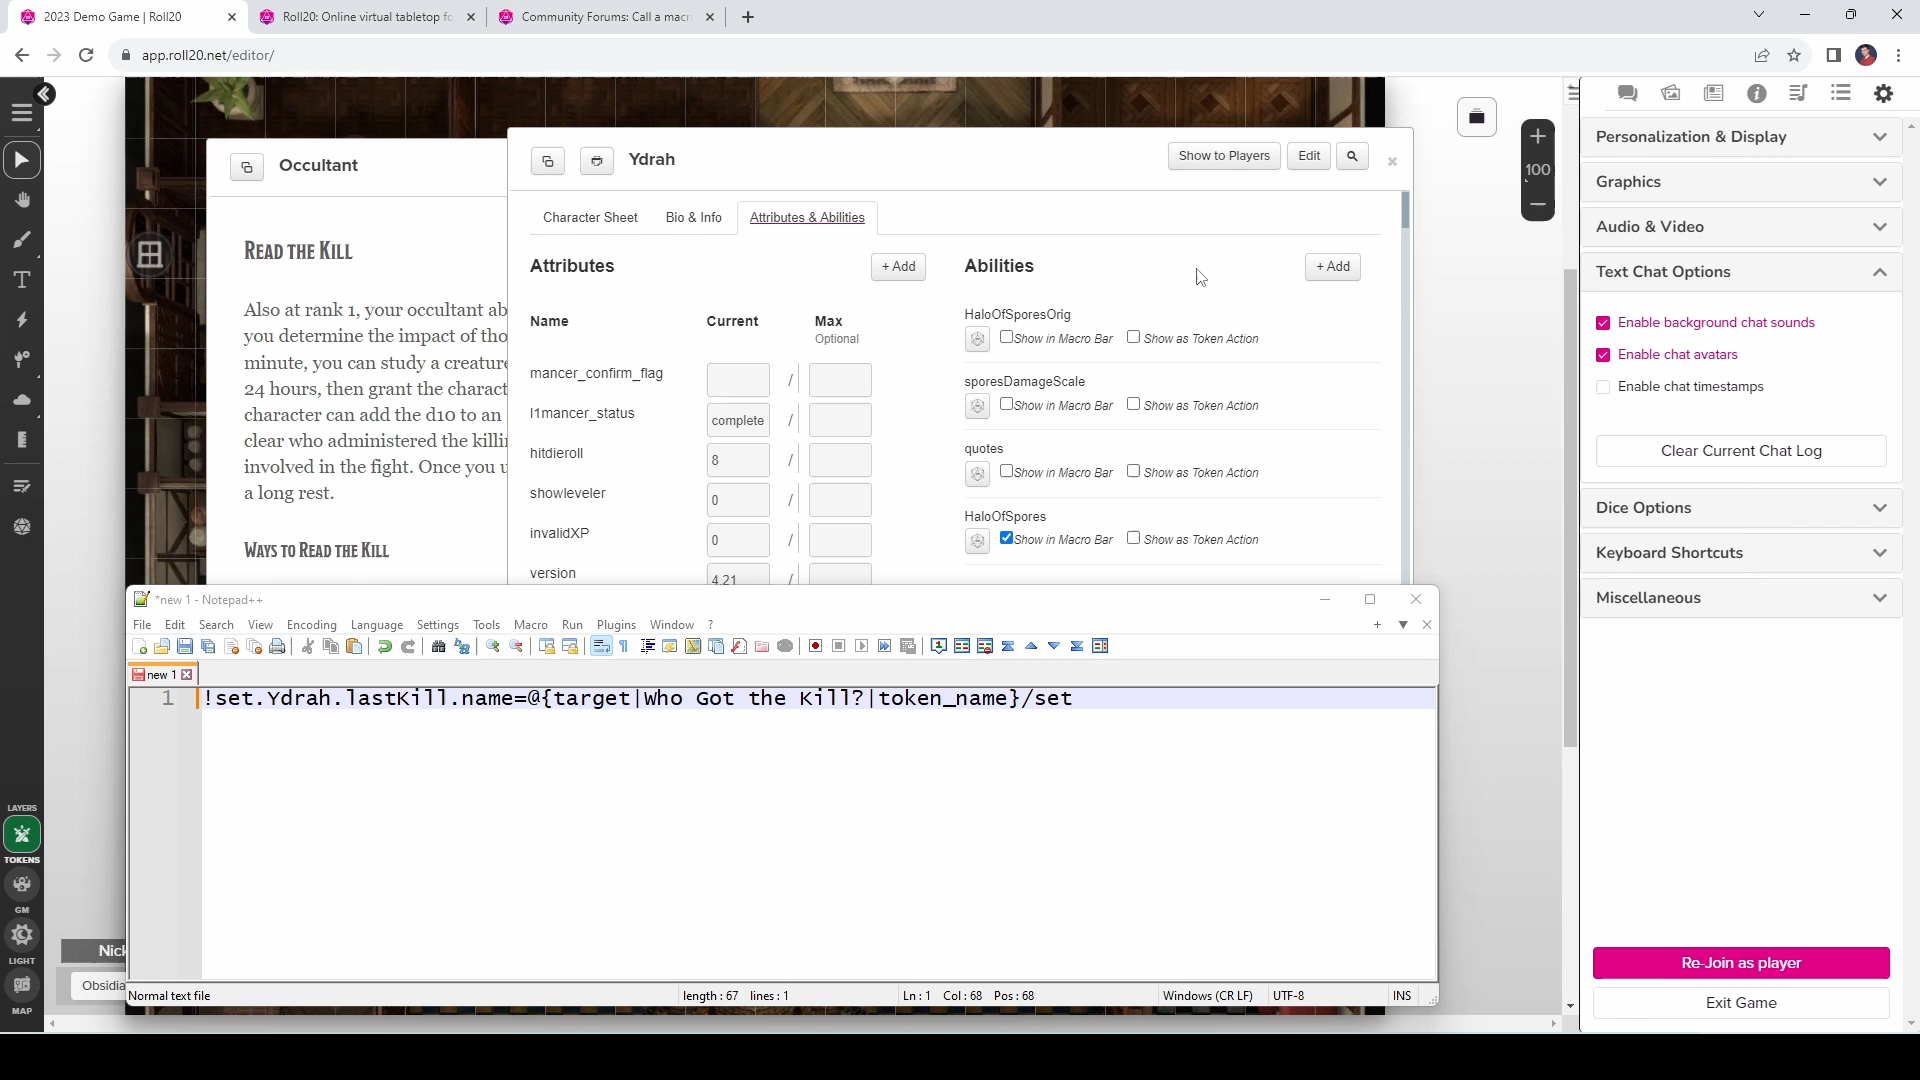 2023 Demo Game | Roll20
Roll20: Online virtual tabletop fo
Community Forums: Call a macr
app.roll20.net/editor/
Occultant
READ THE KILL
Also at rank 1, your occultant ab
you determine the impact of tho
minute, you can study a creature
24 hours, then grant the charact
character can add the d10 to an
clear who administered the killi
involved in the fight. Once you u
a long rest.
WAYS TO READ THE KILL
Ydrah
Show to Players
Edit
Character Sheet
Bio & Info
Attributes & Abilities
Attributes
+ Add
Name
Current
Max
Optional
mancer_confirm_flag
/
l1mancer_status
complete
/
hitdieroll
8
/
showleveler
0
/
invalidXP
0
/
version
4.21
/
Abilities
+ Add
HaloOfSporesOrig
Show in Macro Bar
Show as Token Action
sporesDamageScale
Show in Macro Bar
Show as Token Action
quotes
Show in Macro Bar
Show as Token Action
HaloOfSpores
Show in Macro Bar
Show as Token Action
100
Personalization & Display
Graphics
Audio & Video
Text Chat Options
Enable background chat sounds
Enable chat avatars
Enable chat timestamps
Clear Current Chat Log
Dice Options
Keyboard Shortcuts
Miscellaneous
Re-Join as player
Exit Game
LAYERS
TOKENS
GM
LIGHT
MAP
Nick
Obsidia
*new 1 - Notepad++
File Edit Search View Encoding Language Settings Tools Macro Run Plugins Window ?
new 1
1
!set.Ydrah.lastKill.name=@{target|Who Got the Kill?|token_name}/set
Normal text file
length : 67 lines : 1
Ln : 1 Col : 68 Pos : 68
Windows (CR LF)
UTF-8
INS